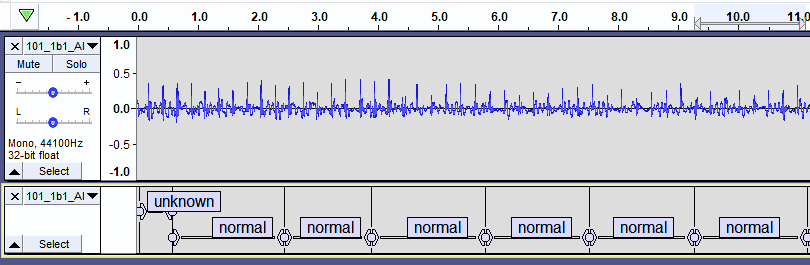 - 1.0 0.0 1.0 2.0 3.0 4.0 5.0 6.0 7.0 8.0 9.0 10.0 11.0
101_1b1_Al
Mute Solo
- +
L R
Mono, 44100Hz
32-bit float
Select
1.0
0.5
0.0
-0.5
-1.0
101_1b1_Al
Select
unknown
normal normal normal normal normal normal